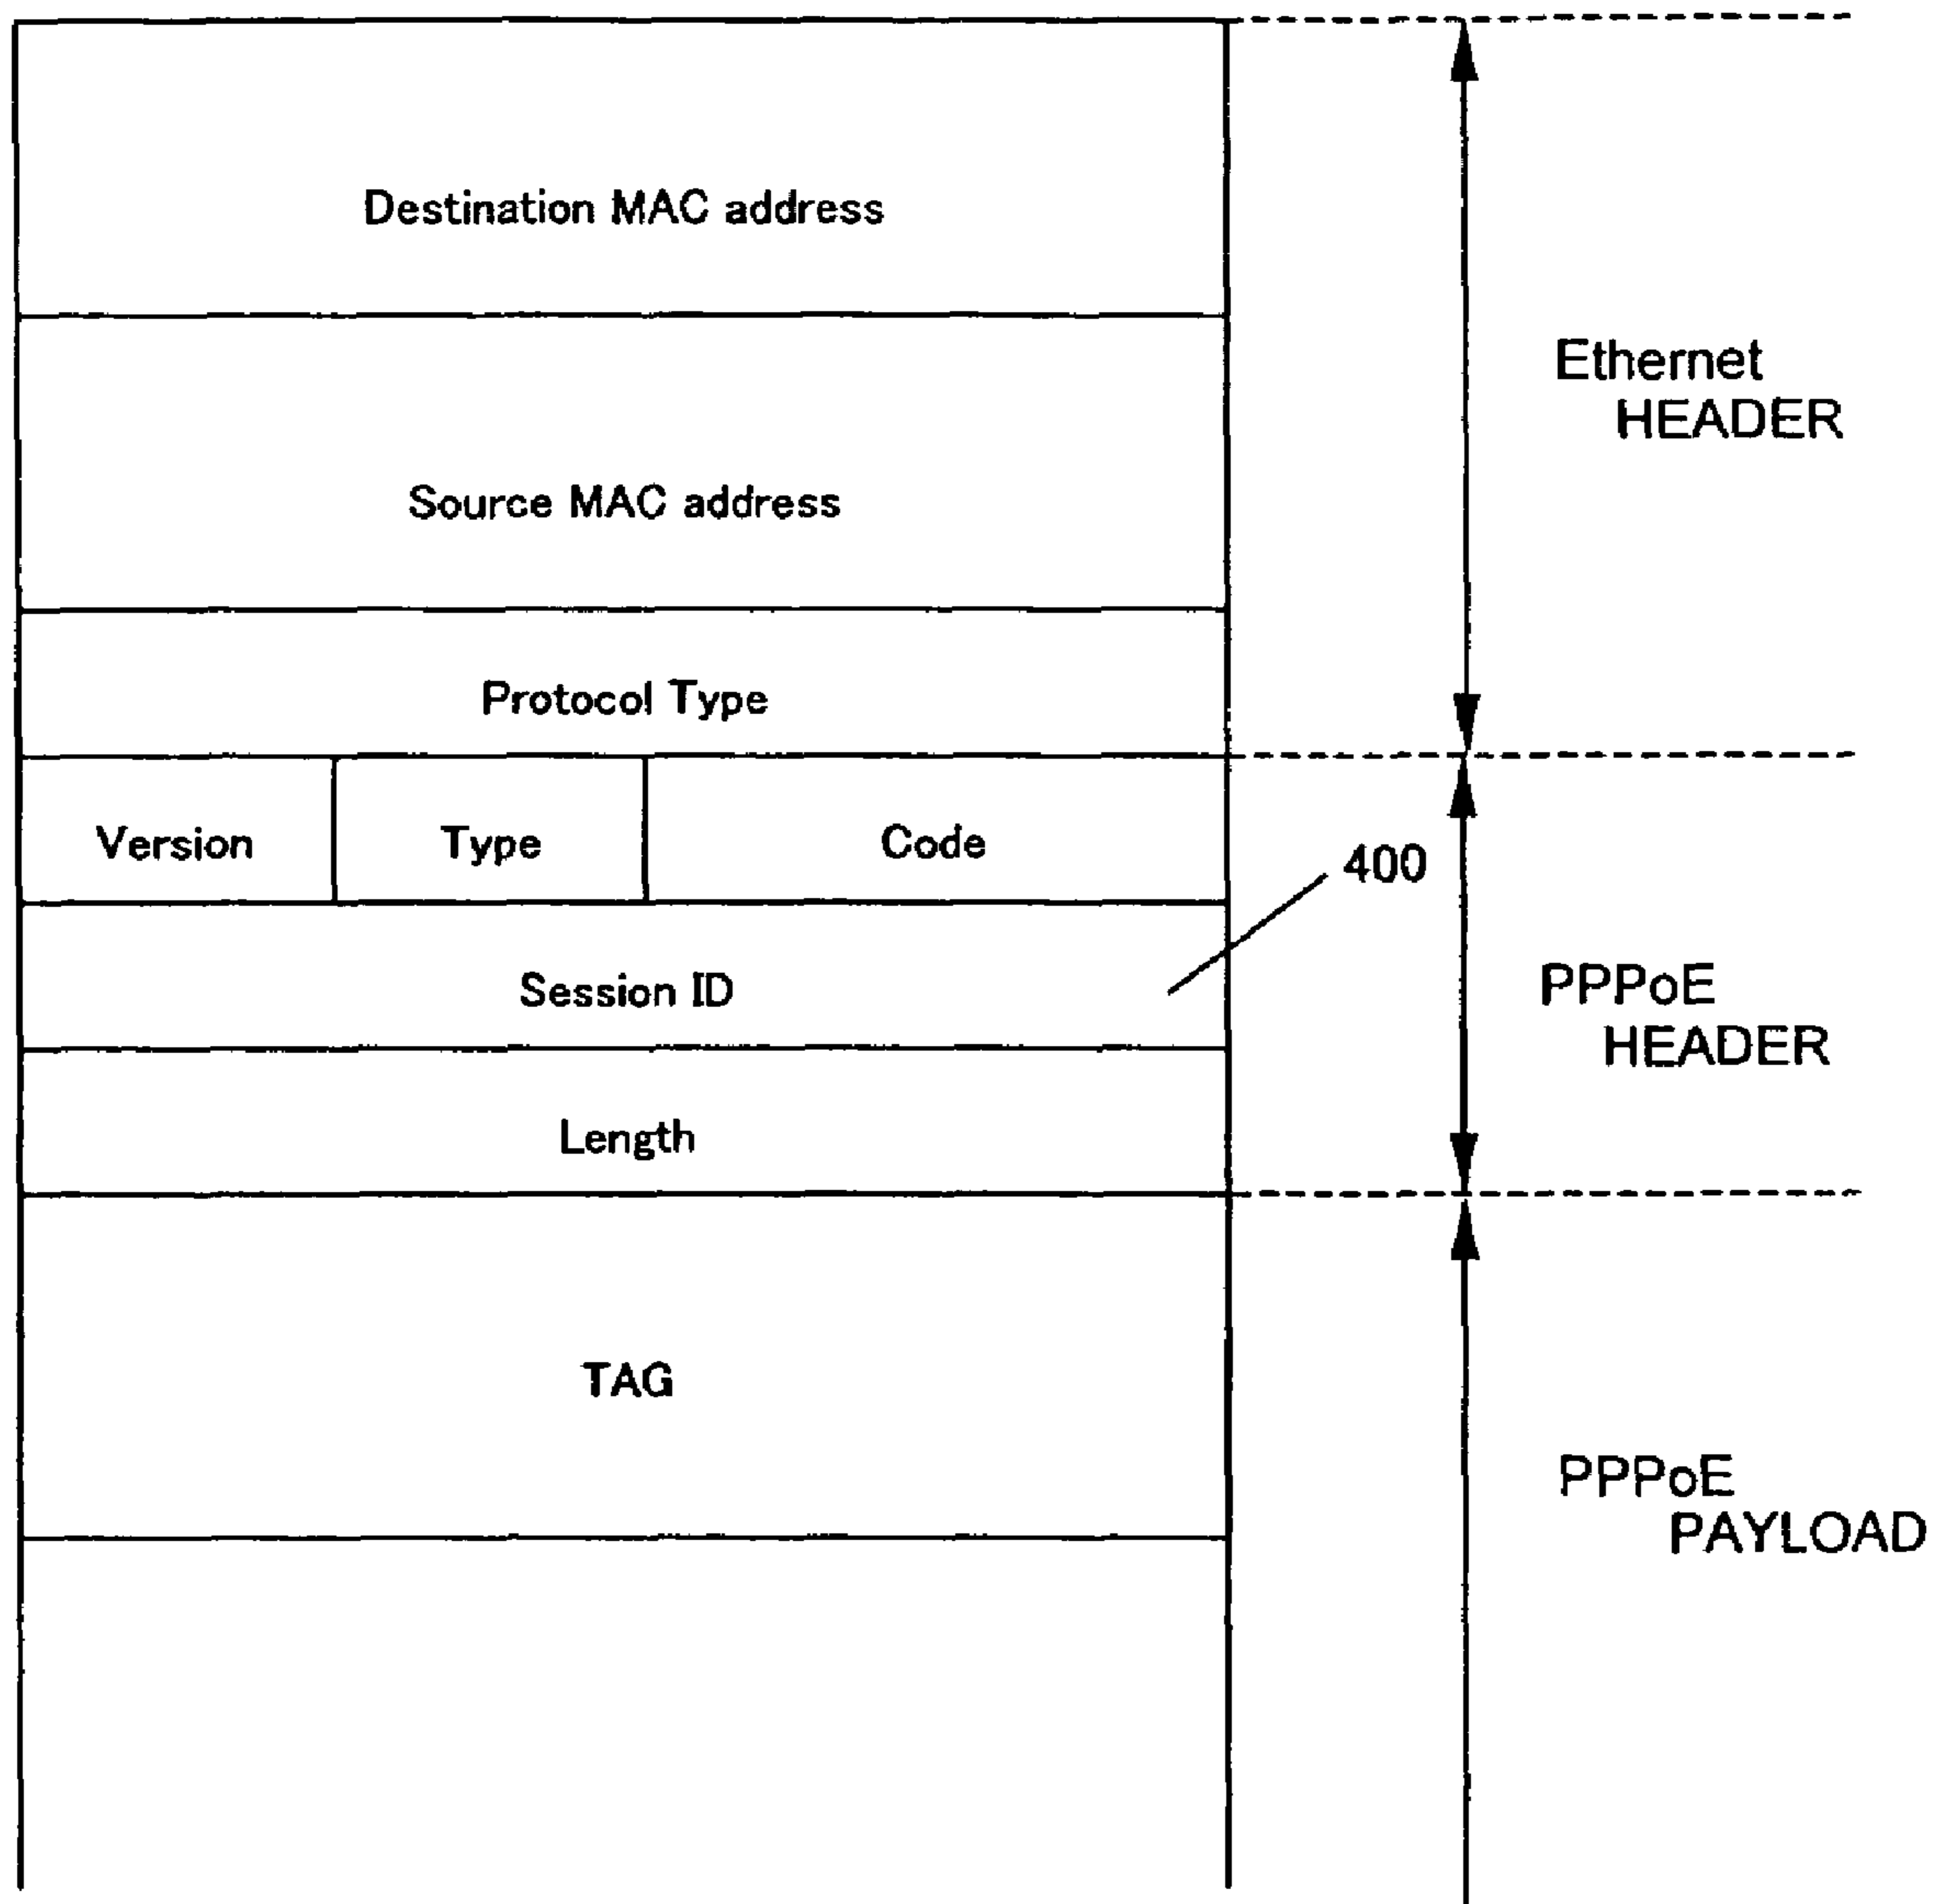 Destination MAC address
Ethernet
HEADER
Source MAC address
Protocol Type
Version Type Code
400
Session ID
PPPoE
HEADER
Length
TAG
PPPoE
PAYLOAD